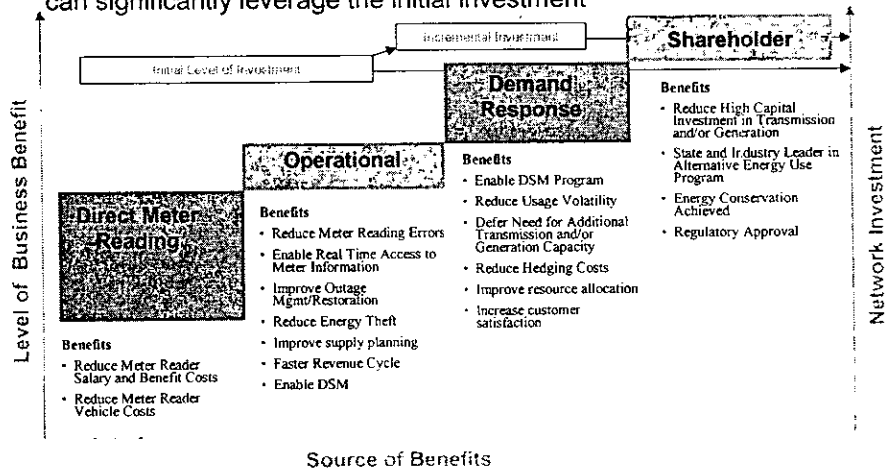 can significantly leverage the initial investment
Incremental Investment
Shareholder
Initial Level of Investment
Demand
Response
Operational
Direct Meter
Reading
Benefits
• Reduce High Capital
Investment in Transmission
and/or Generation
• State and Industry Leader in
Alternative Energy Use
Program
• Energy Conservation
Achieved
• Regulatory Approval
Benefits
• Enable DSM Program
• Reduce Usage Volatility
• Defer Need for Additional
Transmission and/or
Generation Capacity
• Reduce Hedging Costs
• Improve resource allocation
• Increase customer
satisfaction
Benefits
• Reduce Meter Reading Errors
• Enable Real Time Access to
Meter Information
• Improve Outage
Mgmt/Restoration
• Reduce Energy Theft
• Improve supply planning
• Faster Revenue Cycle
• Enable DSM
Benefits
• Reduce Meter Reader
Salary and Benefit Costs
• Reduce Meter Reader
Vehicle Costs
Level of Business Benefit
Network Investment
Source of Benefits